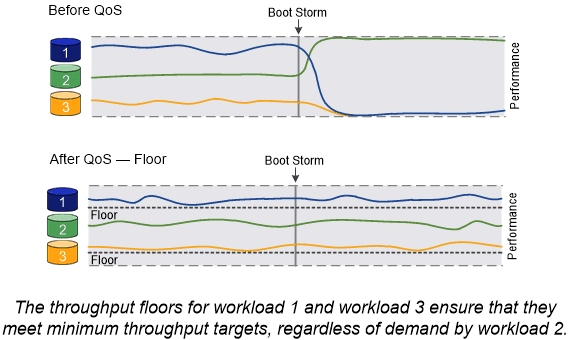 Before QoS
Boot Storm
1
2
3
Performance
After QoS — Floor
Boot Storm
1
Floor
2
3
Floor
Performance
The throughput floors for workload 1 and workload 3 ensure that they
meet minimum throughput targets, regardless of demand by workload 2.